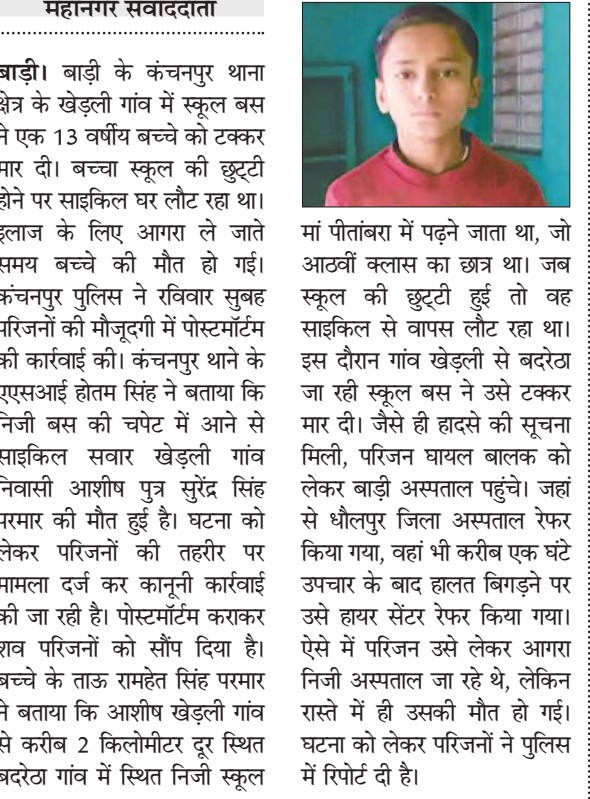 महानगर संवाददाता
बाड़ी। बाड़ी के कंचनपुर थाना
क्षेत्र के खेड़ली गांव में स्कूल बस
ने एक 13 वर्षीय बच्चे को टक्कर
मार दी। बच्चा स्कूल की छुट्टी
होने पर साइकिल घर लौट रहा था।
इलाज के लिए आगरा ले जाते
समय बच्चे की मौत हो गई।
कंचनपुर पुलिस ने रविवार सुबह
परिजनों की मौजूदगी में पोस्टमॉर्टम
की कार्रवाई की। कंचनपुर थाने के
एएसआई होतम सिंह ने बताया कि
निजी बस की चपेट में आने से
साइकिल सवार खेड़ली गांव
निवासी आशीष पुत्र सुरेंद्र सिंह
परमार की मौत हुई है। घटना को
लेकर परिजनों की तहरीर पर
मामला दर्ज कर कानूनी कार्रवाई
की जा रही है। पोस्टमॉर्टम कराकर
शव परिजनों को सौंप दिया है।
बच्चे के ताऊ रामहेत सिंह परमार
ने बताया कि आशीष खेड़ली गांव
से करीब 2 किलोमीटर दूर स्थित
बदरेठा गांव में स्थित निजी स्कूल
मां पीतांबरा में पढ़ने जाता था, जो
आठवीं क्लास का छात्र था। जब
स्कूल की छुट्टी हुई तो वह
साइकिल से वापस लौट रहा था।
इस दौरान गांव खेड़ली से बदरेठा
जा रही स्कूल बस ने उसे टक्कर
मार दी। जैसे ही हादसे की सूचना
मिली, परिजन घायल बालक को
लेकर बाड़ी अस्पताल पहुंचे। जहां
से धौलपुर जिला अस्पताल रेफर
किया गया, वहां भी करीब एक घंटे
उपचार के बाद हालत बिगड़ने पर
उसे हायर सेंटर रेफर किया गया।
ऐसे में परिजन उसे लेकर आगरा
निजी अस्पताल जा रहे थे, लेकिन
रास्ते में ही उसकी मौत हो गई।
घटना को लेकर परिजनों ने पुलिस
में रिपोर्ट दी है।